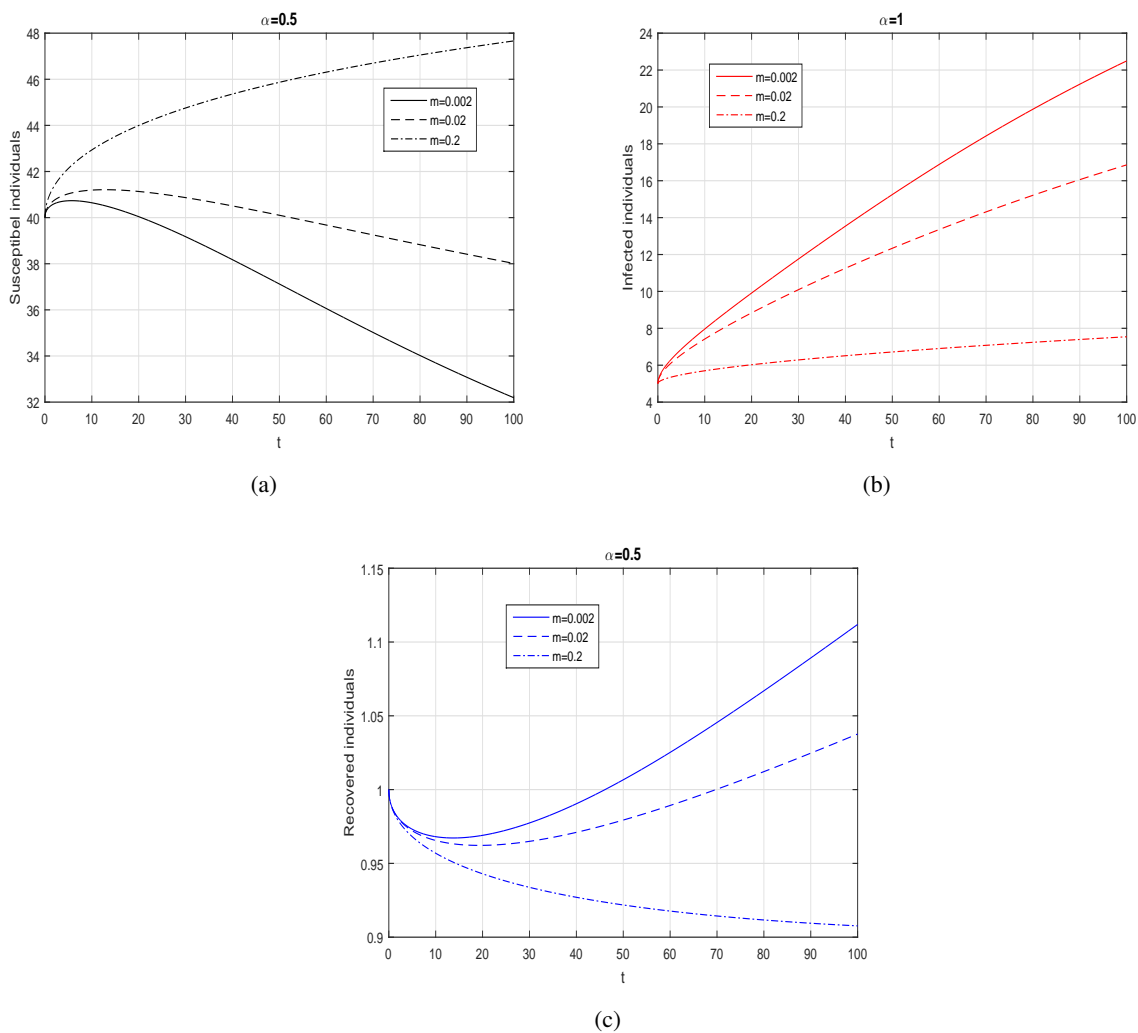 α=0.5
48
46
44
42
40
38
36
34
32
Susceptibel individuals
m=0.002
m=0.02
m=0.2
0 10 20 30 40 50 60 70 80 90 100
t
(a)
α=1
24
22
20
18
16
14
12
10
8
6
4
Infected individuals
m=0.002
m=0.02
m=0.2
0 10 20 30 40 50 60 70 80 90 100
t
(b)
α=0.5
1.15
1.1
1.05
1
0.95
0.9
Recovered individuals
m=0.002
m=0.02
m=0.2
0 10 20 30 40 50 60 70 80 90 100
t
(c)